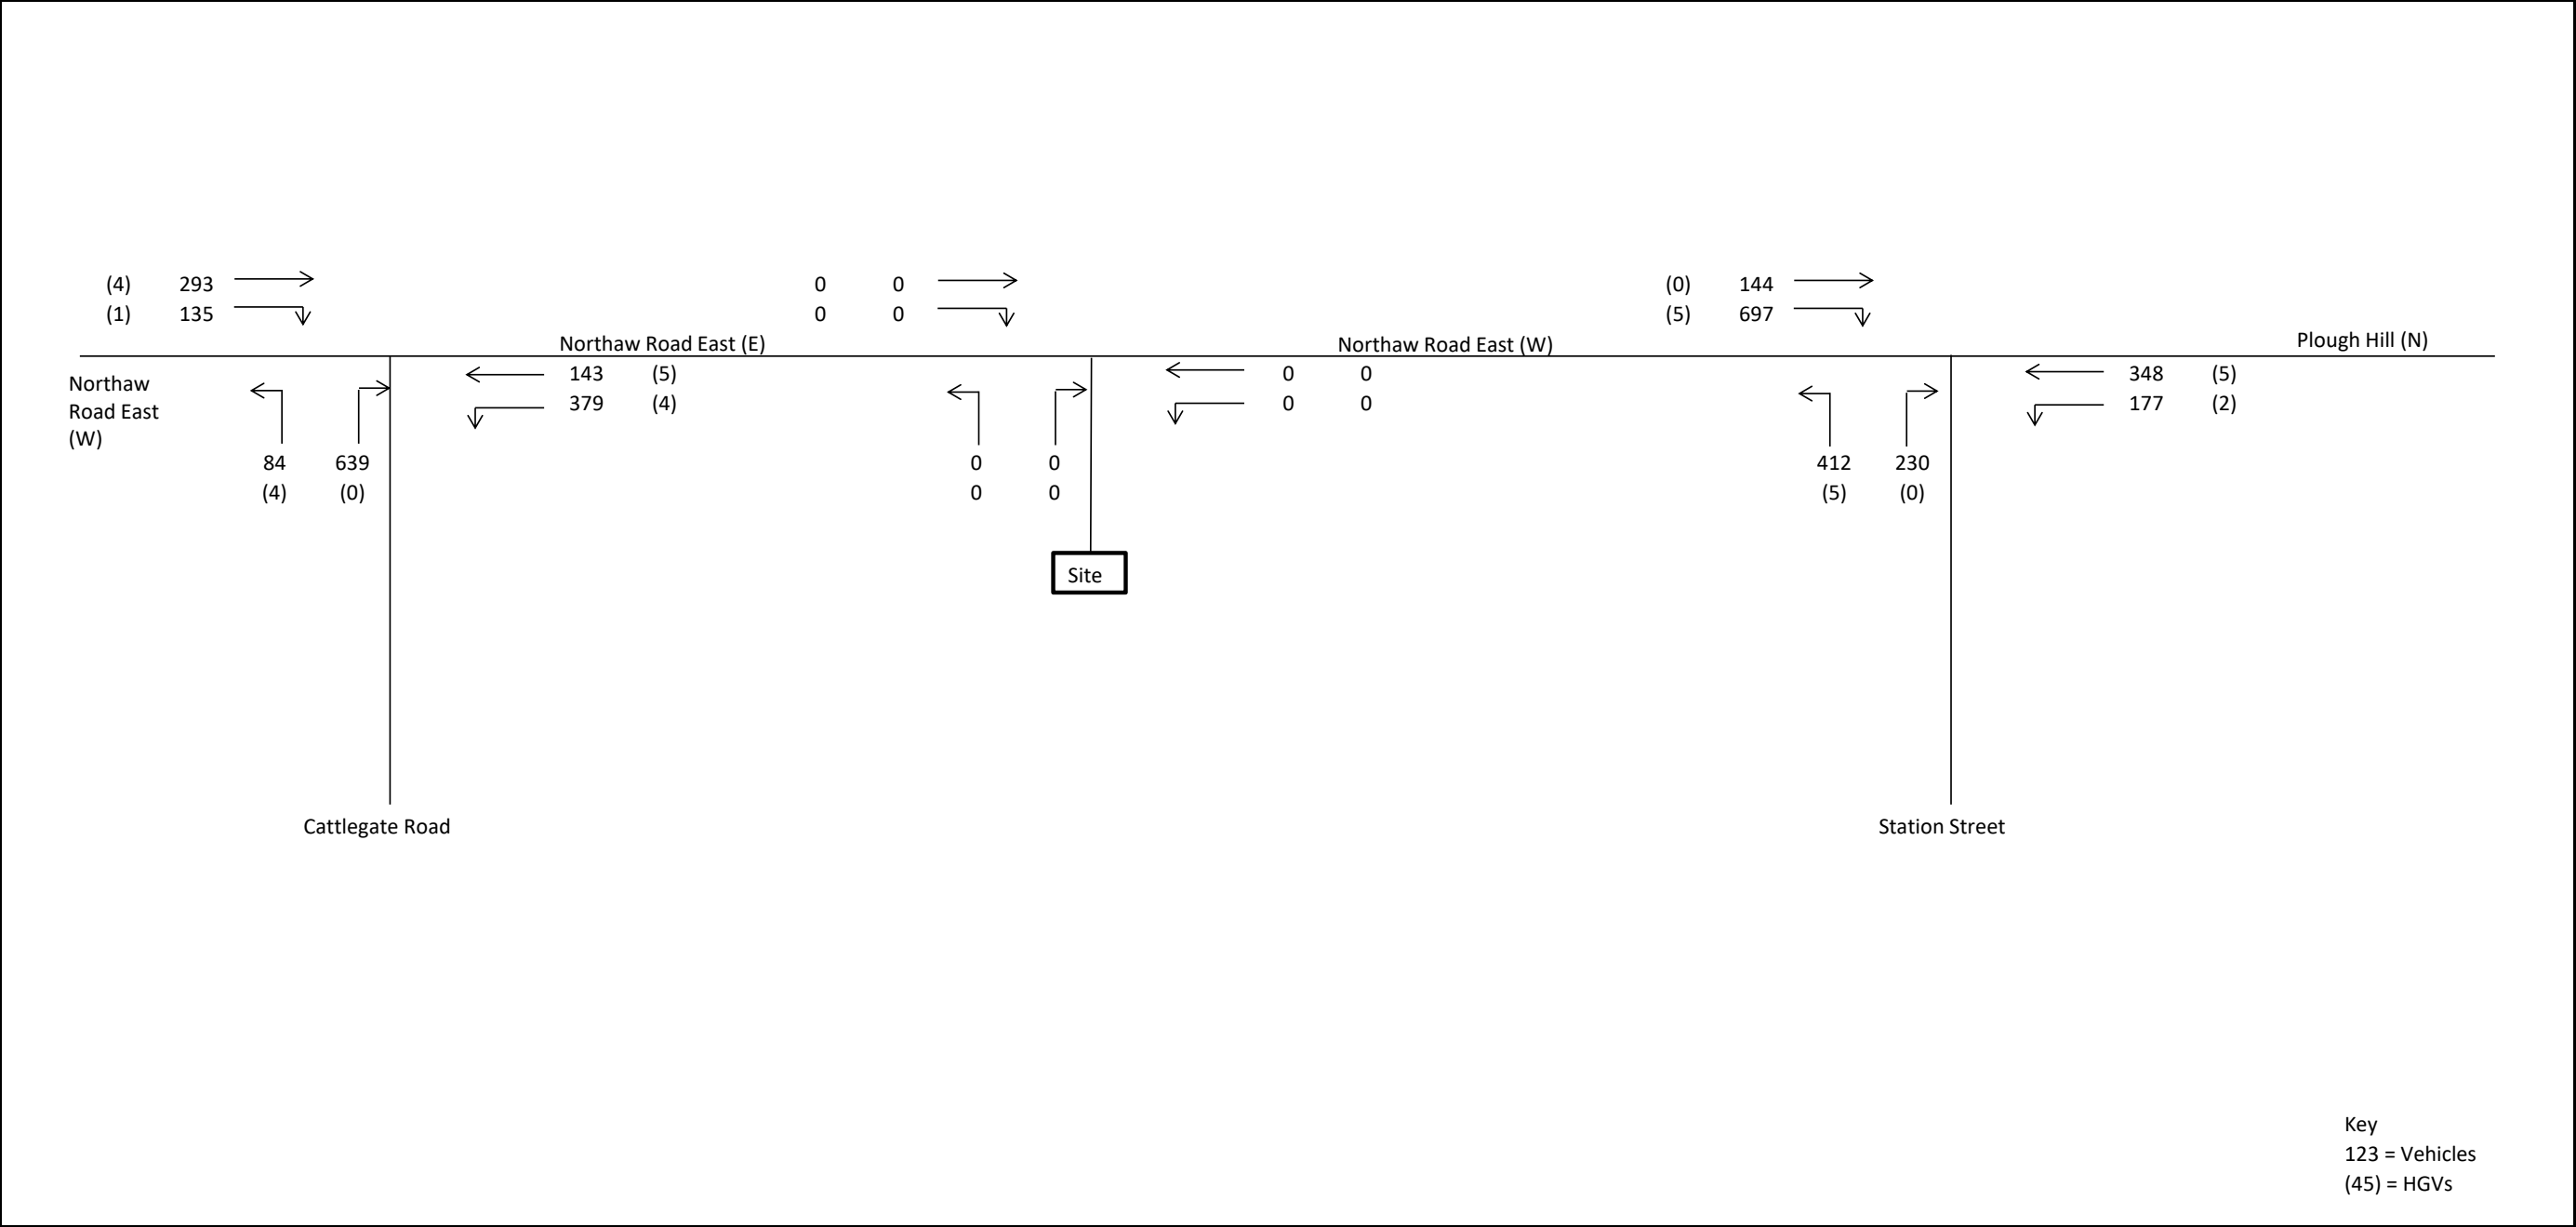 (4) 293
(1) 135
0 0
0 0
(0) 144
(5) 697
Northaw Road East (E)
Northaw Road East (W)
Plough Hill (N)
Northaw
Road East
(W)
143 (5)
379 (4)
0 0
0 0
348 (5)
177 (2)
84 639
(4) (0)
0 0
0 0
412 230
(5) (0)
Site
Cattlegate Road
Station Street
Key
123 = Vehicles
(45) = HGVs